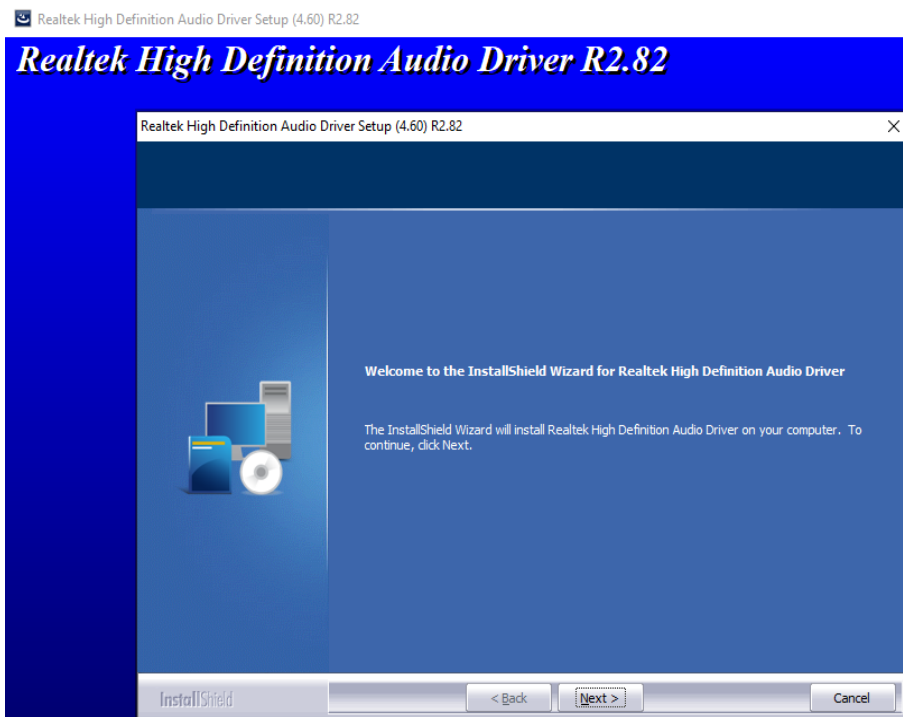 Realtek High Definition Audio Driver Setup (4.60) R2.82
Realtek High Definition Audio Driver R2.82
Realtek High Definition Audio Driver Setup (4.60) R2.82
Welcome to the InstallShield Wizard for Realtek High Definition Audio Driver
The InstallShield Wizard will install Realtek High Definition Audio Driver on your computer. To
continue, click Next.
InstallShield
< Back
Next >
Cancel